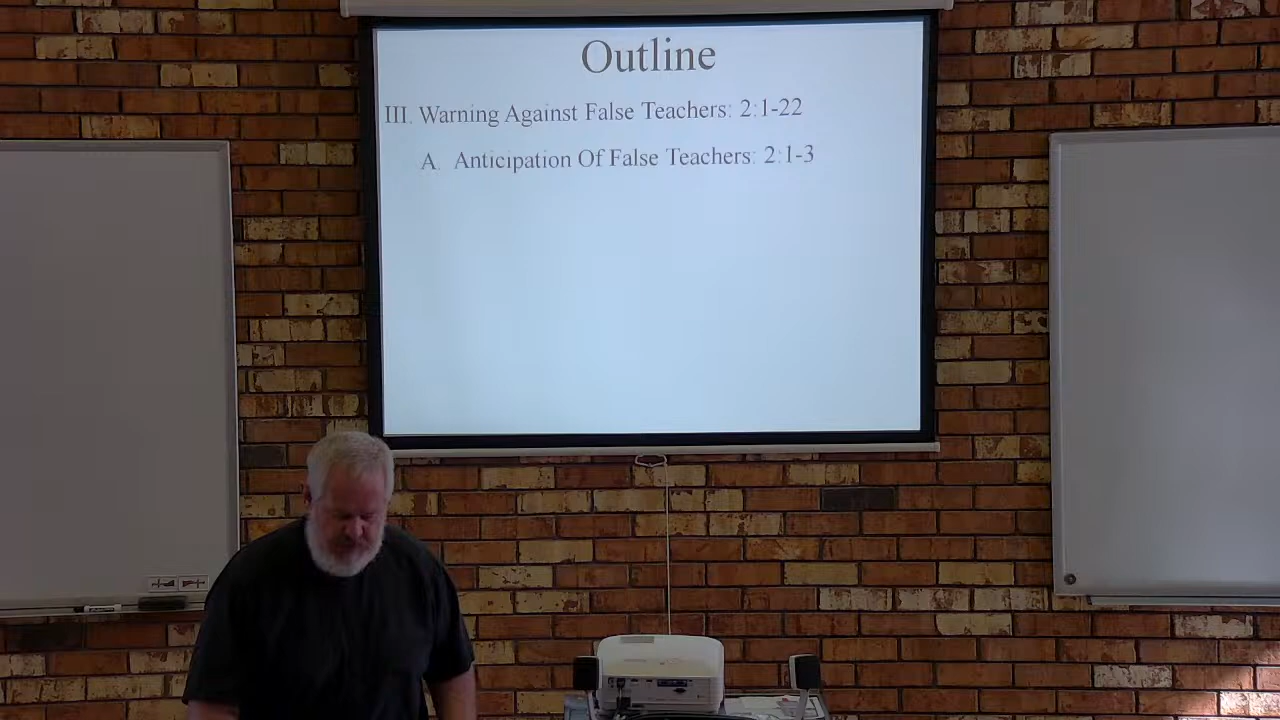 Outline
III. Warning Against False Teachers: 2:1-22
A. Anticipation Of False Teachers: 2:1-3